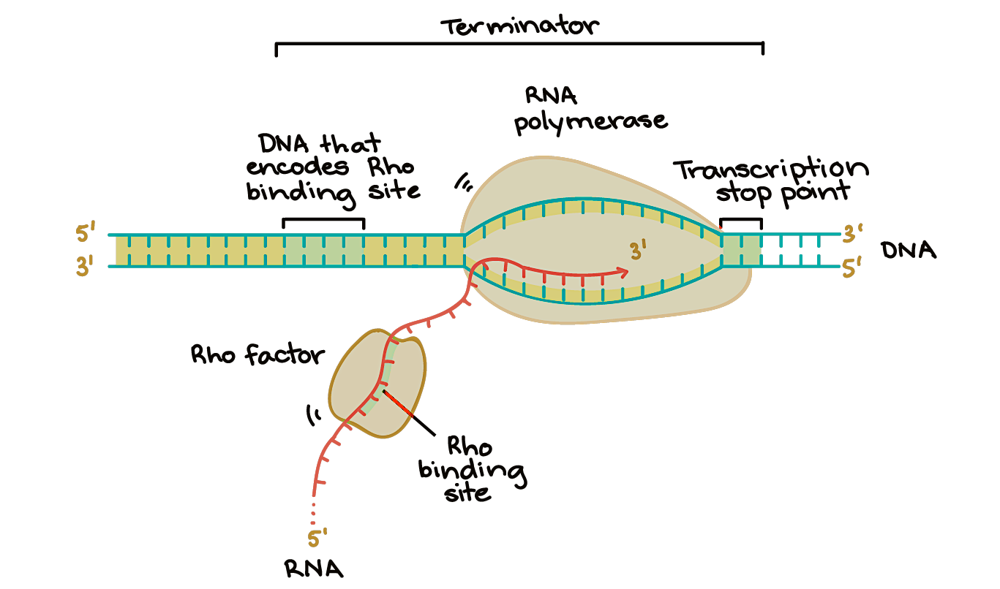 Terminator
RNA
polymerase
DNA that
encodes Rho
binding site
Transcription
stop point
5'
3'
3'
3'
5'
DNA
Rho factor
Rho
binding
site
5'
RNA